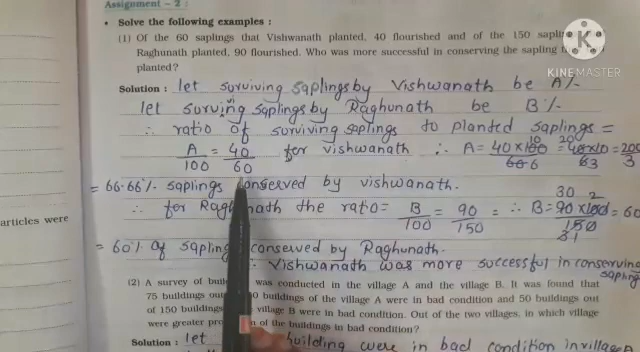 Assignment - 2 :
• Solve the following examples :
(1) Of the 60 saplings that Vishwanath planted, 40 flourished and of the 150 saplings
Raghunath planted, 90 flourished. Who was more successful in conserving the sapling
planted?
KINEMASTER
Solution : let surviving saplings by Vishwanath be A%
let surving saplings by Raghunath be B%
∴ ratio of surviving saplings to planted saplings =
A/100 = 40/60 for vishwanath ∴ A = 40×100/60 = =200/3
= 66.66% saplings conserved by vishwanath.
∴ for Raghunath the ratio = B/100 = 90/150 = ∴ B = 90×100/150 = 60
= 60% of sapling conserved by Raghunath.
∴ Vishwanath was more successful in conserving
sapling
articles were
(2) A survey of was conducted in the village A and the village B. It was found that
75 buildings out buildings of the village A were in bad condition and 50 buildings out
of 150 village B were in bad condition. Out of the two villages, in which village
were greater of the buildings in bad condition?
Solution : let building were in bad condition in village